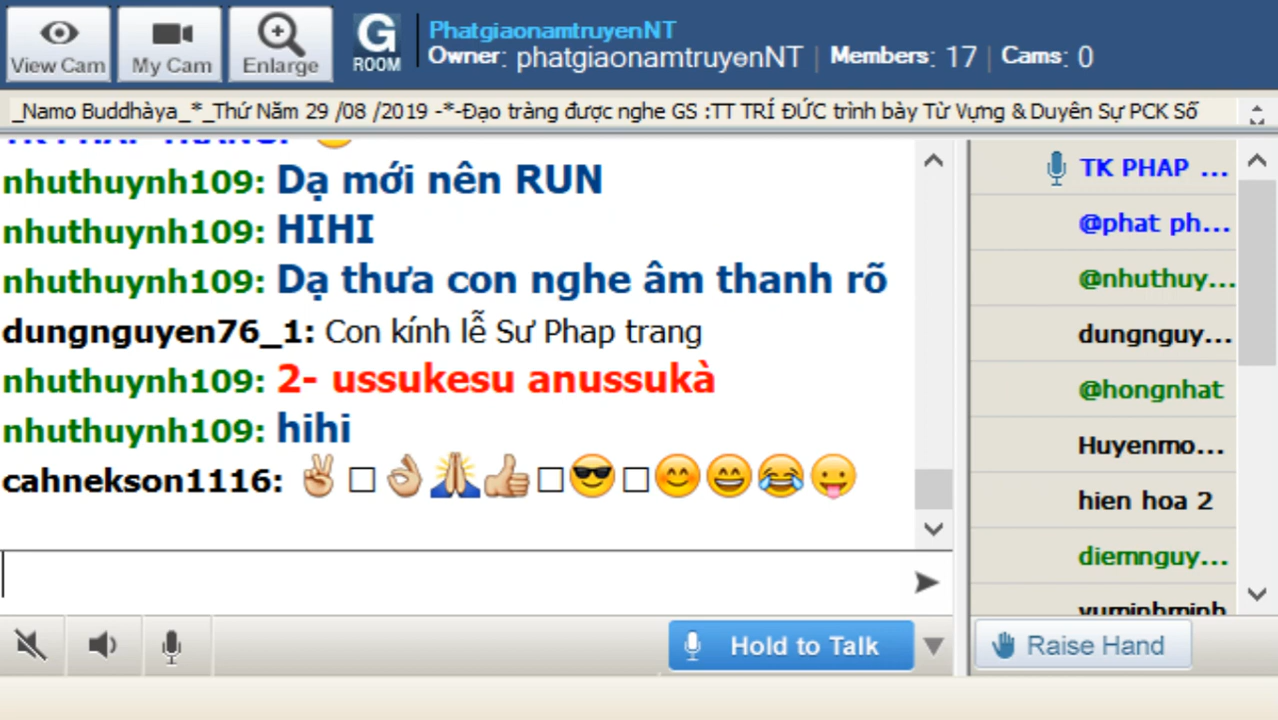 View Cam
My Cam
Enlarge
G ROOM
PhatgiaonamtruyenNT
Owner: phatgiaonamtruyenNT | Members: 17 | Cams: 0
_Namo Buddhàya_*_Thứ Năm 29 /08 /2019 -*-Đạo tràng được nghe GS :TT TRÍ ĐỨC trình bày Từ Vựng & Duyên Sự PCK Số
nhuthuynh109: Dạ mới nên RUN
nhuthuynh109: HIHI
nhuthuynh109: Dạ thưa con nghe âm thanh rõ
dungnguyen76_1: Con kính lễ Sư Phap trang
nhuthuynh109: 2- ussukesu anussukà
nhuthuynh109: hihi
cahnekson1116: ✌□👌🙏👍□😎□😊😄😂😛
TK PHAP ...
@phat ph...
@nhuthuy...
dungnguy...
@hongnhat
Huyenmo...
hien hoa 2
diemnguy...
Hold to Talk
Raise Hand